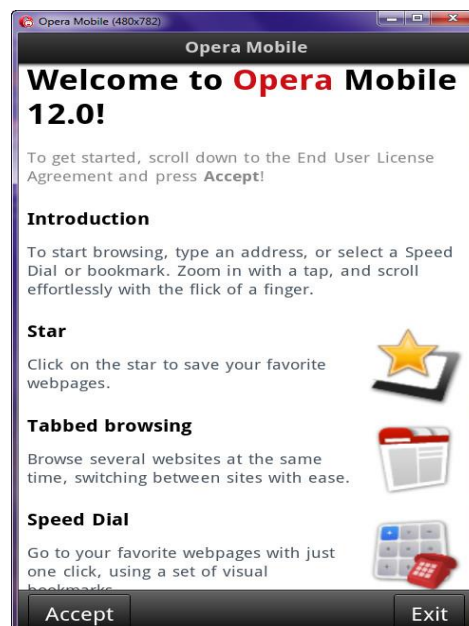 Opera Mobile (480x782)
Opera Mobile
Welcome to Opera Mobile
12.0!
To get started, scroll down to the End User License
Agreement and press Accept!
Introduction
To start browsing, type an address, or select a Speed
Dial or bookmark. Zoom in with a tap, and scroll
effortlessly with the flick of a finger.
Star
Click on the star to save your favorite
webpages.
Tabbed browsing
Browse several websites at the same
time, switching between sites with ease.
Speed Dial
Go to your favorite webpages with just
one click, using a set of visual
bookmarks
Accept
Exit